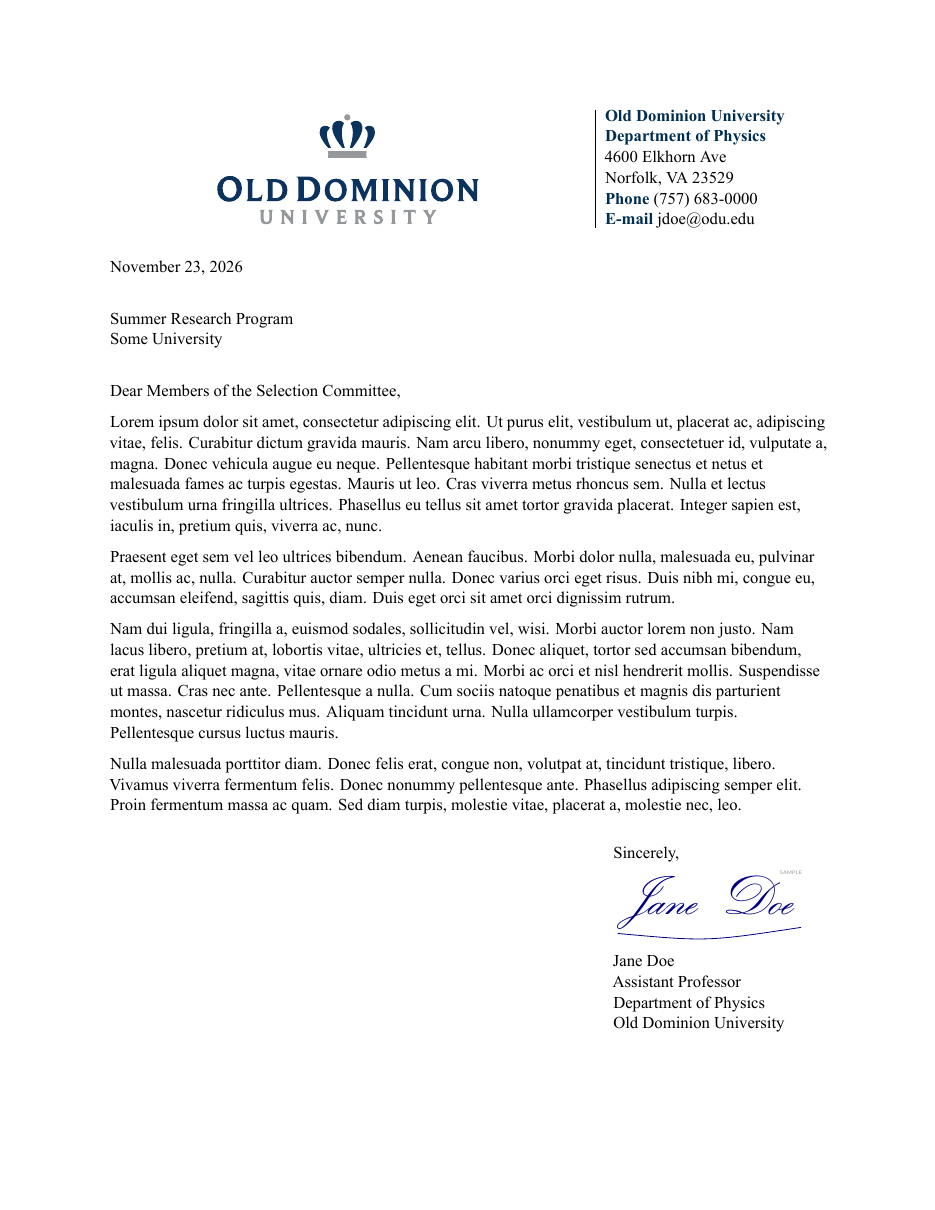 OLD DOMINION
UNIVERSITY
Old Dominion University
Department of Physics
4600 Elkhorn Ave
Norfolk, VA 23529
Phone (757) 683-0000
E-mail jdoe@odu.edu
November 23, 2026
Summer Research Program
Some University
Dear Members of the Selection Committee,
Lorem ipsum dolor sit amet, consectetur adipiscing elit. Ut purus elit, vestibulum ut, placerat ac, adipiscing
vitae, felis. Curabitur dictum gravida mauris. Nam arcu libero, nonummy eget, consectetuer id, vulputate a,
magna. Donec vehicula augue eu neque. Pellentesque habitant morbi tristique senectus et netus et
malesuada fames ac turpis egestas. Mauris ut leo. Cras viverra metus rhoncus sem. Nulla et lectus
vestibulum urna fringilla ultrices. Phasellus eu tellus sit amet tortor gravida placerat. Integer sapien est,
iaculis in, pretium quis, viverra ac, nunc.
Praesent eget sem vel leo ultrices bibendum. Aenean faucibus. Morbi dolor nulla, malesuada eu, pulvinar
at, mollis ac, nulla. Curabitur auctor semper nulla. Donec varius orci eget risus. Duis nibh mi, congue eu,
accumsan eleifend, sagittis quis, diam. Duis eget orci sit amet orci dignissim rutrum.
Nam dui ligula, fringilla a, euismod sodales, sollicitudin vel, wisi. Morbi auctor lorem non justo. Nam
lacus libero, pretium at, lobortis vitae, ultricies et, tellus. Donec aliquet, tortor sed accumsan bibendum,
erat ligula aliquet magna, vitae ornare odio metus a mi. Morbi ac orci et nisl hendrerit mollis. Suspendisse
ut massa. Cras nec ante. Pellentesque a nulla. Cum sociis natoque penatibus et magnis dis parturient
montes, nascetur ridiculus mus. Aliquam tincidunt urna. Nulla ullamcorper vestibulum turpis.
Pellentesque cursus luctus mauris.
Nulla malesuada porttitor diam. Donec felis erat, congue non, volutpat at, tincidunt tristique, libero.
Vivamus viverra fermentum felis. Donec nonummy pellentesque ante. Phasellus adipiscing semper elit.
Proin fermentum massa ac quam. Sed diam turpis, molestie vitae, placerat a, molestie nec, leo.
Sincerely,
SAMPLE
Jane Doe
Jane Doe
Assistant Professor
Department of Physics
Old Dominion University